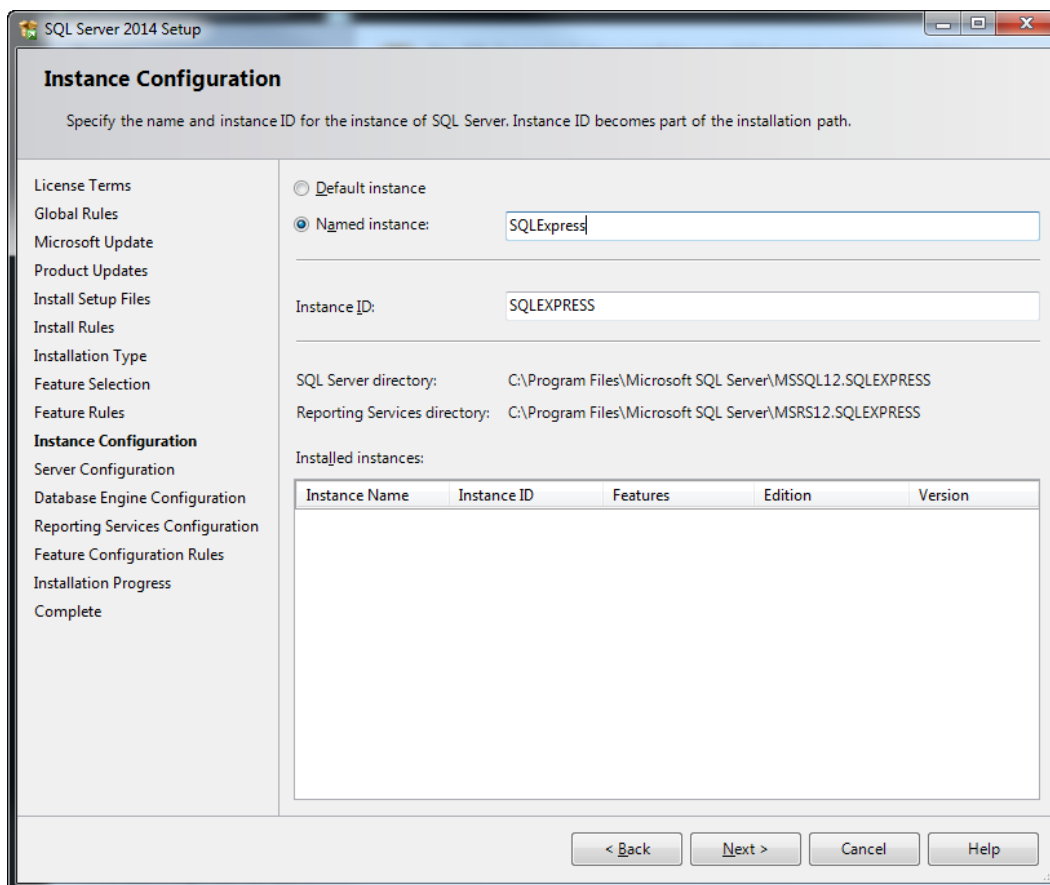 SQL Server 2014 Setup
Instance Configuration
Specify the name and instance ID for the instance of SQL Server. Instance ID becomes part of the installation path.
License Terms
Global Rules
Microsoft Update
Product Updates
Install Setup Files
Install Rules
Installation Type
Feature Selection
Feature Rules
Instance Configuration
Server Configuration
Database Engine Configuration
Reporting Services Configuration
Feature Configuration Rules
Installation Progress
Complete
Default instance
Named instance: SQLExpress
Instance ID: SQLEXPRESS
SQL Server directory: C:\Program Files\Microsoft SQL Server\MSSQL12.SQLEXPRESS
Reporting Services directory: C:\Program Files\Microsoft SQL Server\MSRS12.SQLEXPRESS
Installed instances:
Instance Name Instance ID Features Edition Version
< Back Next > Cancel Help